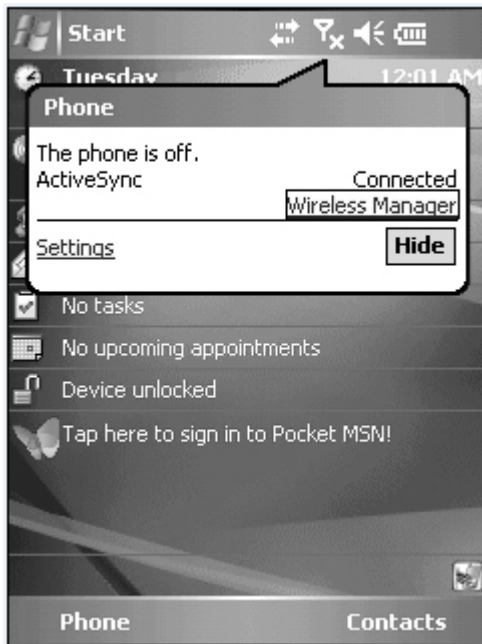 Start
Tuesday 12:01 AM
Phone
The phone is off.
ActiveSync Connected
Wireless Manager
Settings Hide
No tasks
No upcoming appointments
Device unlocked
Tap here to sign in to Pocket MSN!
Phone Contacts